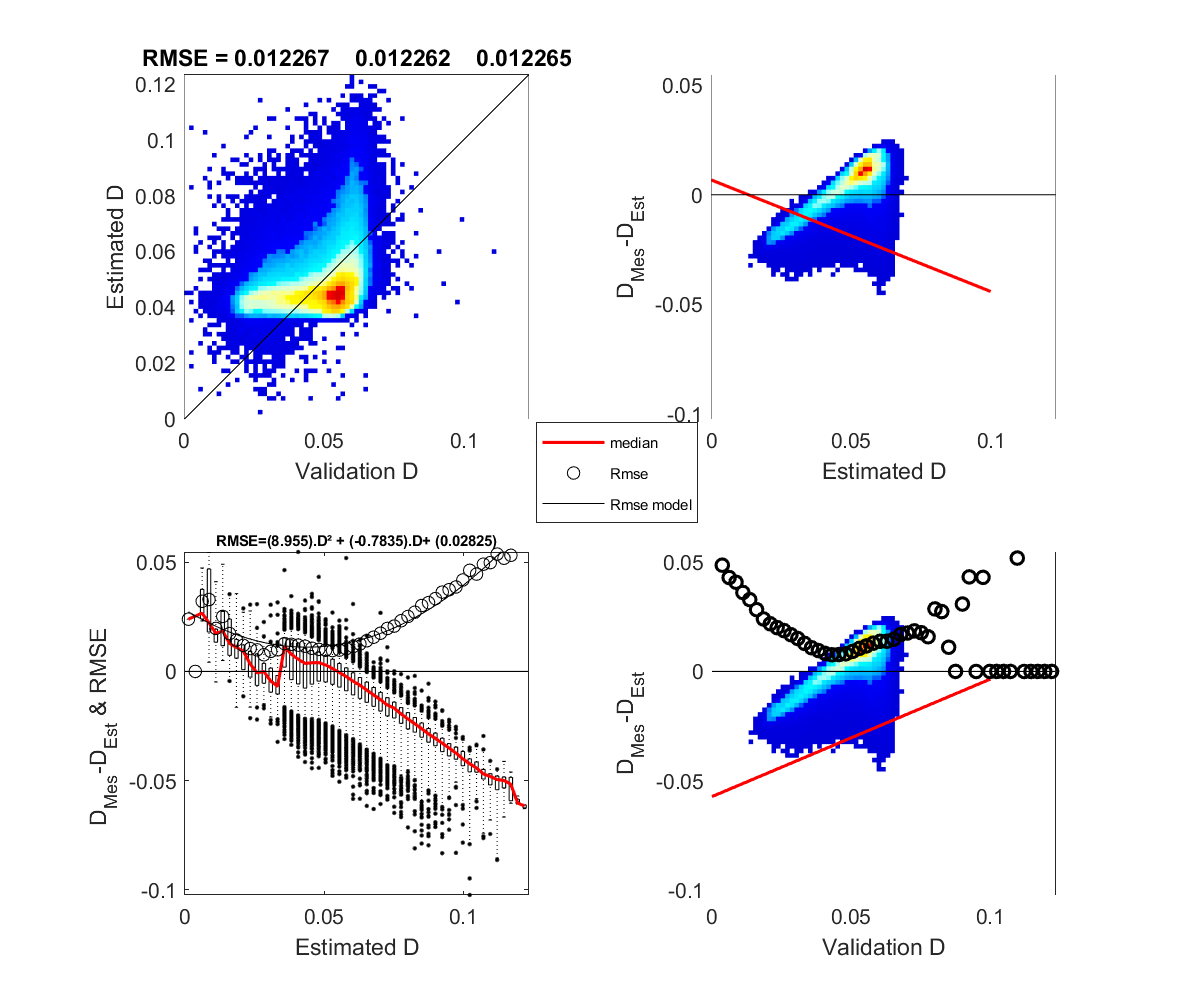 RMSE = 0.012267 0.012262 0.012265
0.12
0.1
0.08
0.06
0.04
0.02
0
Estimated D
0 0.05 0.1
Validation D
0.05
0
-0.05
-0.1
D_Mes-D_Est
0 0.05 0.1
Estimated D
median
Rmse
Rmse model
RMSE=(8.955).D² + (-0.7835).D+ (0.02825)
0.05
0
-0.05
-0.1
D_Mes-D_Est & RMSE
0 0.05 0.1
Estimated D
0.05
0
-0.05
-0.1
D_Mes-D_Est
0 0.05 0.1
Validation D